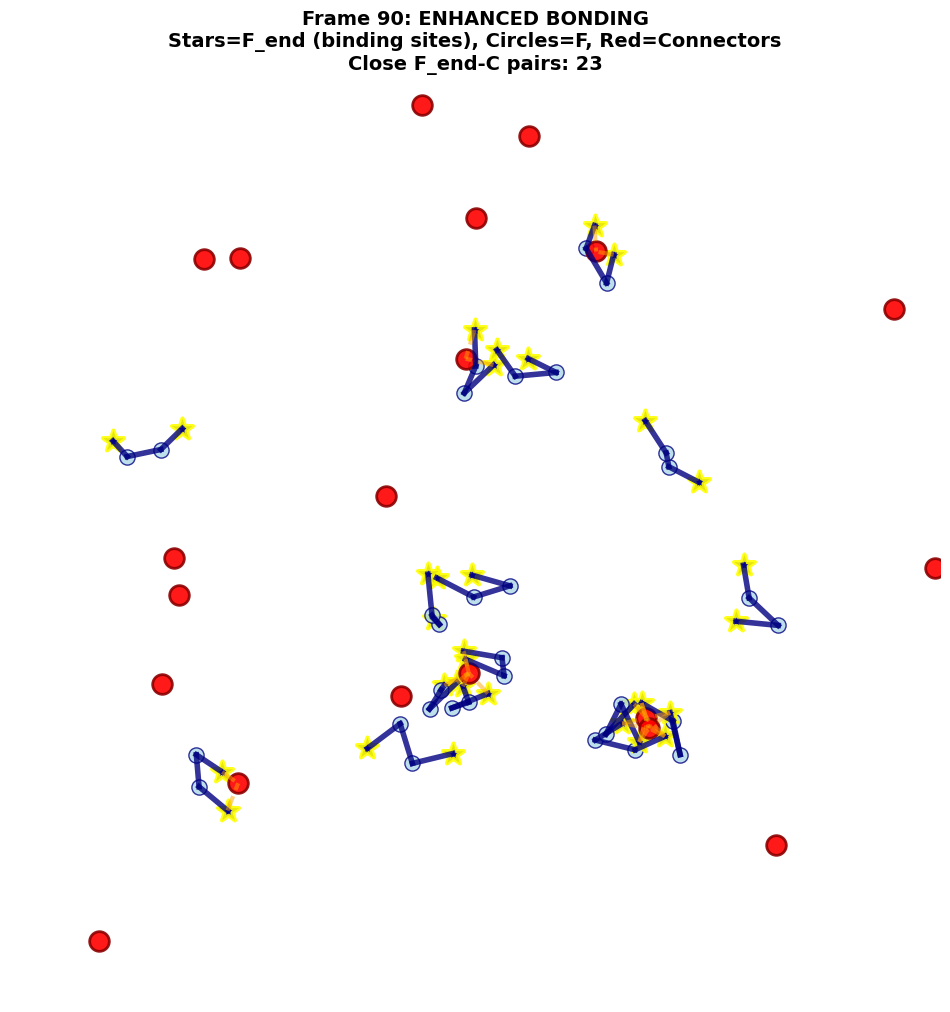 Frame 90: ENHANCED BONDING
Stars=F_end (binding sites), Circles=F, Red=Connectors
Close F_end-C pairs: 23